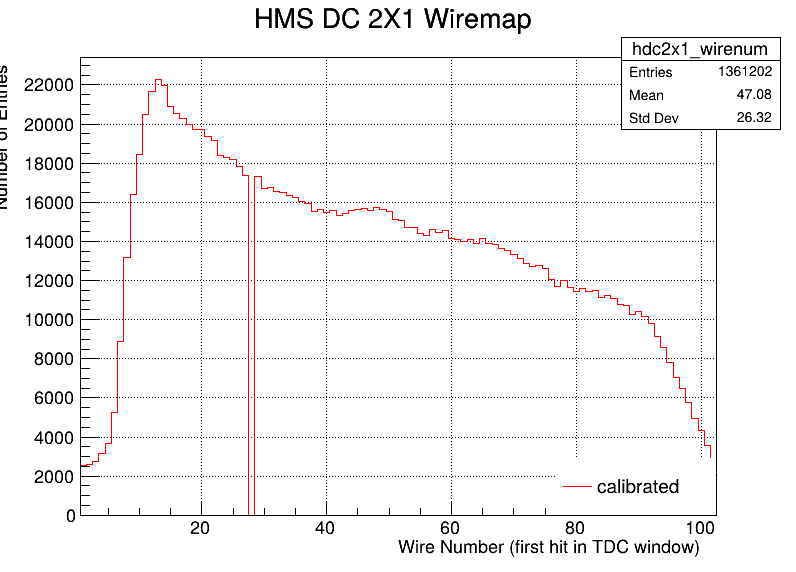 HMS DC 2X1 Wiremap
hdc2x1_wirenum
Entries 1361202
Mean 47.08
Std Dev 26.32
Number of Entries
22000
20000
18000
16000
14000
12000
10000
8000
6000
4000
2000
0
20 40 60 80 100
calibrated
Wire Number (first hit in TDC window)